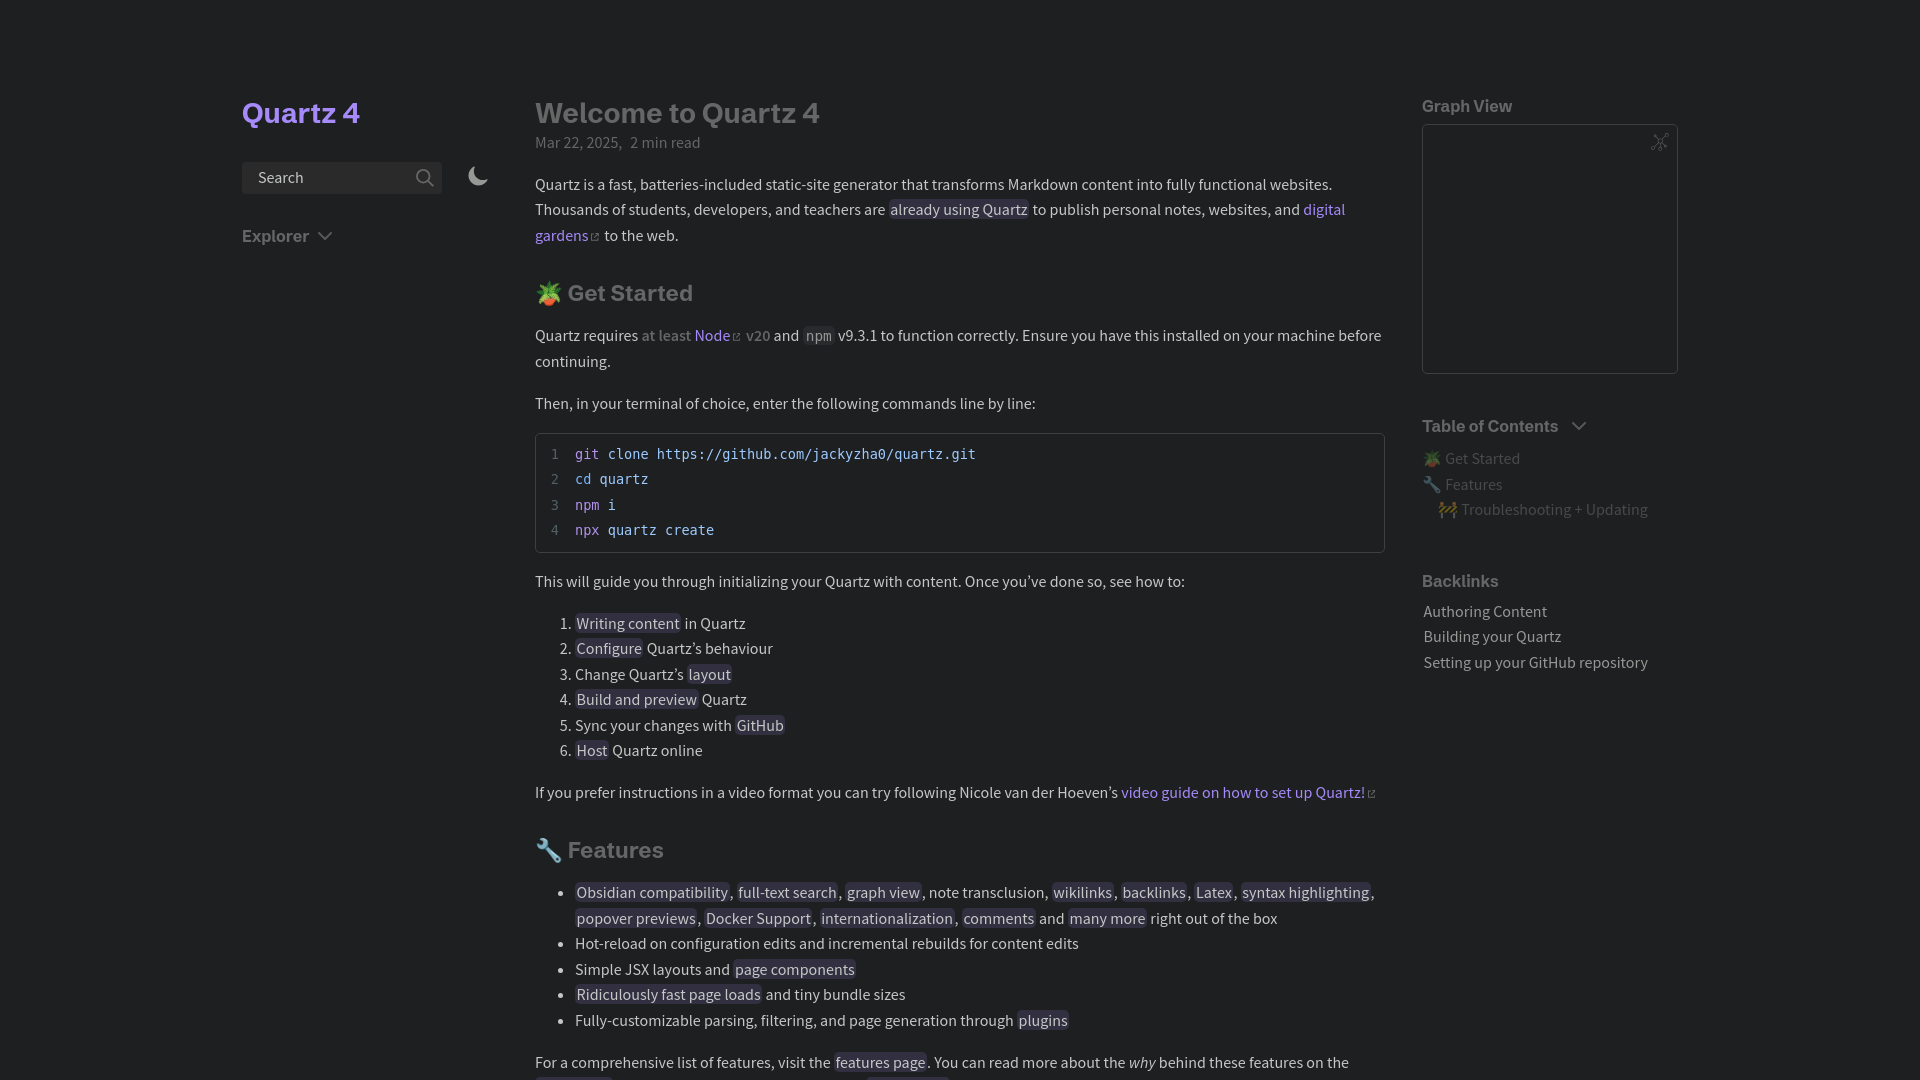 Quartz 4
Search
Explorer
Welcome to Quartz 4
Mar 22, 2025, 2 min read
Quartz is a fast, batteries-included static-site generator that transforms Markdown content into fully functional websites.
Thousands of students, developers, and teachers are already using Quartz to publish personal notes, websites, and digital
gardens to the web.
🪴 Get Started
Quartz requires at least Node v20 and npm v9.3.1 to function correctly. Ensure you have this installed on your machine before
continuing.
Then, in your terminal of choice, enter the following commands line by line:
1 git clone https://github.com/jackyzha0/quartz.git
2 cd quartz
3 npm i
4 npx quartz create
This will guide you through initializing your Quartz with content. Once you’ve done so, see how to:
1. Writing content in Quartz
2. Configure Quartz’s behaviour
3. Change Quartz’s layout
4. Build and preview Quartz
5. Sync your changes with GitHub
6. Host Quartz online
If you prefer instructions in a video format you can try following Nicole van der Hoeven’s video guide on how to set up Quartz!
🔧 Features
• Obsidian compatibility, full-text search, graph view, note transclusion, wikilinks, backlinks, Latex, syntax highlighting,
popover previews, Docker Support, internationalization, comments and many more right out of the box
• Hot-reload on configuration edits and incremental rebuilds for content edits
• Simple JSX layouts and page components
• Ridiculously fast page loads and tiny bundle sizes
• Fully-customizable parsing, filtering, and page generation through plugins
For a comprehensive list of features, visit the features page. You can read more about the why behind these features on the
Graph View
Table of Contents
🪴 Get Started
🔧 Features
🚧 Troubleshooting + Updating
Backlinks
Authoring Content
Building your Quartz
Setting up your GitHub repository